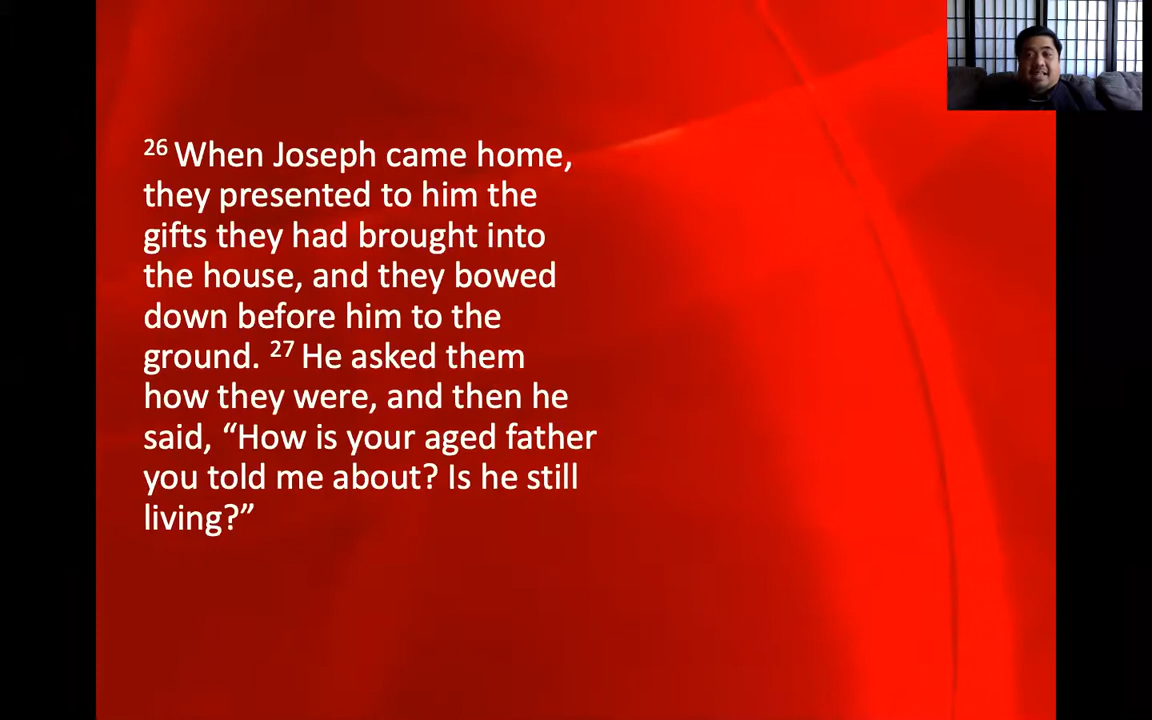 26 When Joseph came home,
they presented to him the
gifts they had brought into
the house, and they bowed
down before him to the
ground. 27 He asked them
how they were, and then he
said, “How is your aged father
you told me about? Is he still
living?”